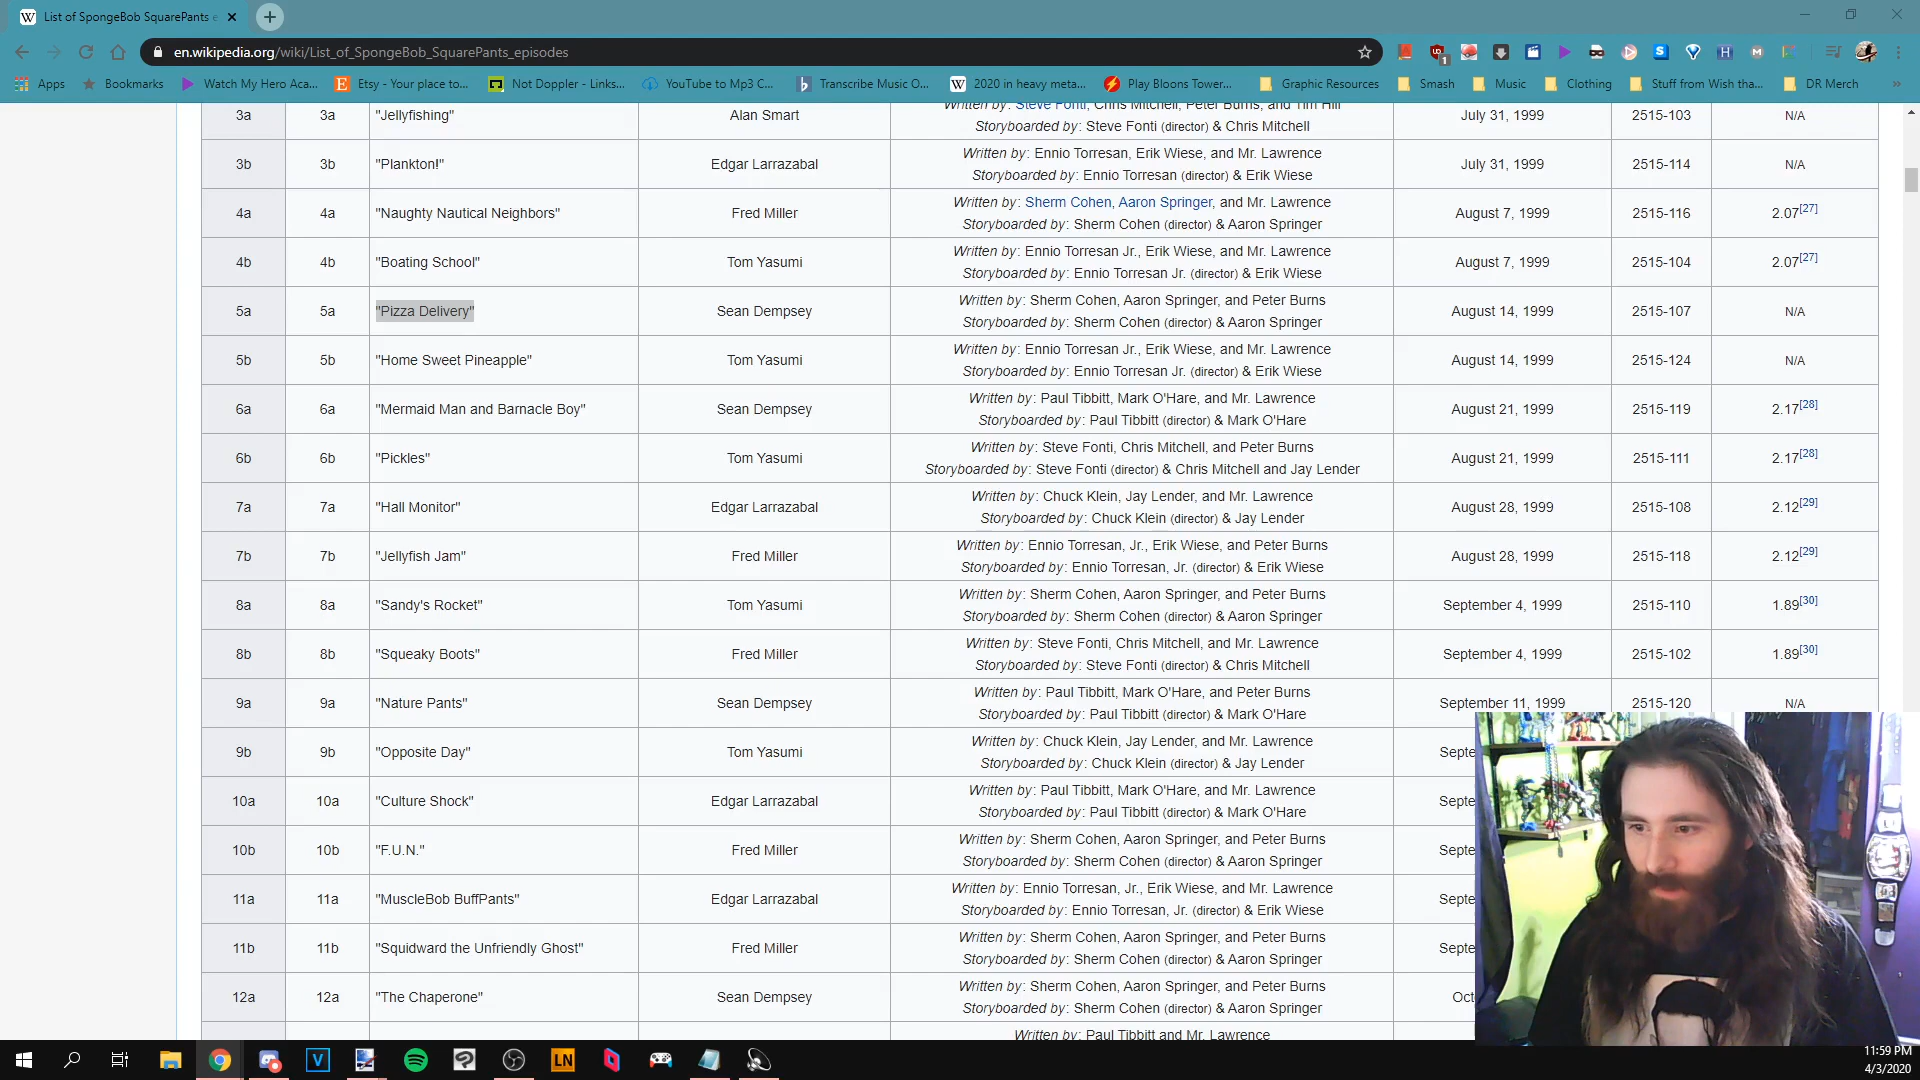 List of SpongeBob SquarePants e
en.wikipedia.org/wiki/List_of_SpongeBob_SquarePants_episodes
Apps Bookmarks Watch My Hero Aca... Etsy - Your place to... Not Doppler - Links... YouTube to Mp3 C... Transcribe Music O... 2020 in heavy meta... Play Bloons Tower... Graphic Resources Smash Music Clothing Stuff from Wish tha... DR Merch
Written by: Steve Fonti, Chris Mitchell, Peter Burns, and Tim Hill
3a 3a "Jellyfishing" Alan Smart July 31, 1999 2515-103 N/A
Storyboarded by: Steve Fonti (director) & Chris Mitchell
Written by: Ennio Torresan, Erik Wiese, and Mr. Lawrence
3b 3b "Plankton!" Edgar Larrazabal July 31, 1999 2515-114 N/A
Storyboarded by: Ennio Torresan (director) & Erik Wiese
Written by: Sherm Cohen, Aaron Springer, and Mr. Lawrence
4a 4a "Naughty Nautical Neighbors" Fred Miller August 7, 1999 2515-116 2.07[27]
Storyboarded by: Sherm Cohen (director) & Aaron Springer
Written by: Ennio Torresan Jr., Erik Wiese, and Mr. Lawrence
4b 4b "Boating School" Tom Yasumi August 7, 1999 2515-104 2.07[27]
Storyboarded by: Ennio Torresan Jr. (director) & Erik Wiese
Written by: Sherm Cohen, Aaron Springer, and Peter Burns
5a 5a "Pizza Delivery" Sean Dempsey August 14, 1999 2515-107 N/A
Storyboarded by: Sherm Cohen (director) & Aaron Springer
Written by: Ennio Torresan Jr., Erik Wiese, and Mr. Lawrence
5b 5b "Home Sweet Pineapple" Tom Yasumi August 14, 1999 2515-124 N/A
Storyboarded by: Ennio Torresan Jr. (director) & Erik Wiese
Written by: Paul Tibbitt, Mark O'Hare, and Mr. Lawrence
6a 6a "Mermaid Man and Barnacle Boy" Sean Dempsey August 21, 1999 2515-119 2.17[28]
Storyboarded by: Paul Tibbitt (director) & Mark O'Hare
Written by: Steve Fonti, Chris Mitchell, and Peter Burns
6b 6b "Pickles" Tom Yasumi August 21, 1999 2515-111 2.17[28]
Storyboarded by: Steve Fonti (director) & Chris Mitchell and Jay Lender
Written by: Chuck Klein, Jay Lender, and Mr. Lawrence
7a 7a "Hall Monitor" Edgar Larrazabal August 28, 1999 2515-108 2.12[29]
Storyboarded by: Chuck Klein (director) & Jay Lender
Written by: Ennio Torresan, Jr., Erik Wiese, and Peter Burns
7b 7b "Jellyfish Jam" Fred Miller August 28, 1999 2515-118 2.12[29]
Storyboarded by: Ennio Torresan, Jr. (director) & Erik Wiese
Written by: Sherm Cohen, Aaron Springer, and Peter Burns
8a 8a "Sandy's Rocket" Tom Yasumi September 4, 1999 2515-110 1.89[30]
Storyboarded by: Sherm Cohen (director) & Aaron Springer
Written by: Steve Fonti, Chris Mitchell, and Mr. Lawrence
8b 8b "Squeaky Boots" Fred Miller September 4, 1999 2515-102 1.89[30]
Storyboarded by: Steve Fonti (director) & Chris Mitchell
Written by: Paul Tibbitt, Mark O'Hare, and Peter Burns
9a 9a "Nature Pants" Sean Dempsey September 11, 1999 2515-120 N/A
Storyboarded by: Paul Tibbitt (director) & Mark O'Hare
Written by: Chuck Klein, Jay Lender, and Mr. Lawrence
9b 9b "Opposite Day" Tom Yasumi Septe
Storyboarded by: Chuck Klein (director) & Jay Lender
Written by: Paul Tibbitt, Mark O'Hare, and Mr. Lawrence
10a 10a "Culture Shock" Edgar Larrazabal Septe
Storyboarded by: Paul Tibbitt (director) & Mark O'Hare
Written by: Sherm Cohen, Aaron Springer, and Peter Burns
10b 10b "F.U.N." Fred Miller Septe
Storyboarded by: Sherm Cohen (director) & Aaron Springer
Written by: Ennio Torresan, Jr., Erik Wiese, and Mr. Lawrence
11a 11a "MuscleBob BuffPants" Edgar Larrazabal Septe
Storyboarded by: Ennio Torresan, Jr. (director) & Erik Wiese
Written by: Sherm Cohen, Aaron Springer, and Peter Burns
11b 11b "Squidward the Unfriendly Ghost" Fred Miller Septe
Storyboarded by: Sherm Cohen (director) & Aaron Springer
Written by: Sherm Cohen, Aaron Springer, and Peter Burns
12a 12a "The Chaperone" Sean Dempsey Oct
Storyboarded by: Sherm Cohen (director) & Aaron Springer
Written by: Paul Tibbitt and Mr. Lawrence
LN
11:59 PM
4/3/2020